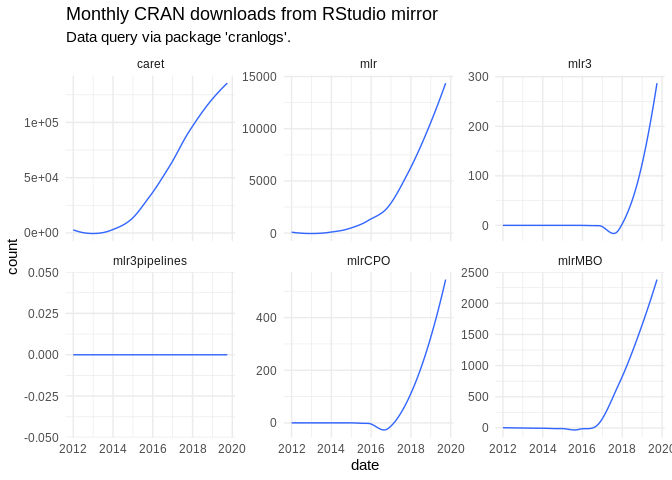 Monthly CRAN downloads from RStudio mirror
Data query via package 'cranlogs'.
caret
mlr
mlr3
1e+05
5e+04
0e+00
15000
10000
5000
0
300
200
100
0
count
mlr3pipelines
mlrCPO
mlrMBO
0.050
0.025
0.000
-0.025
-0.050
400
200
0
2500
2000
1500
1000
500
0
2012 2014 2016 2018 2020
2012 2014 2016 2018 2020
2012 2014 2016 2018 202
date